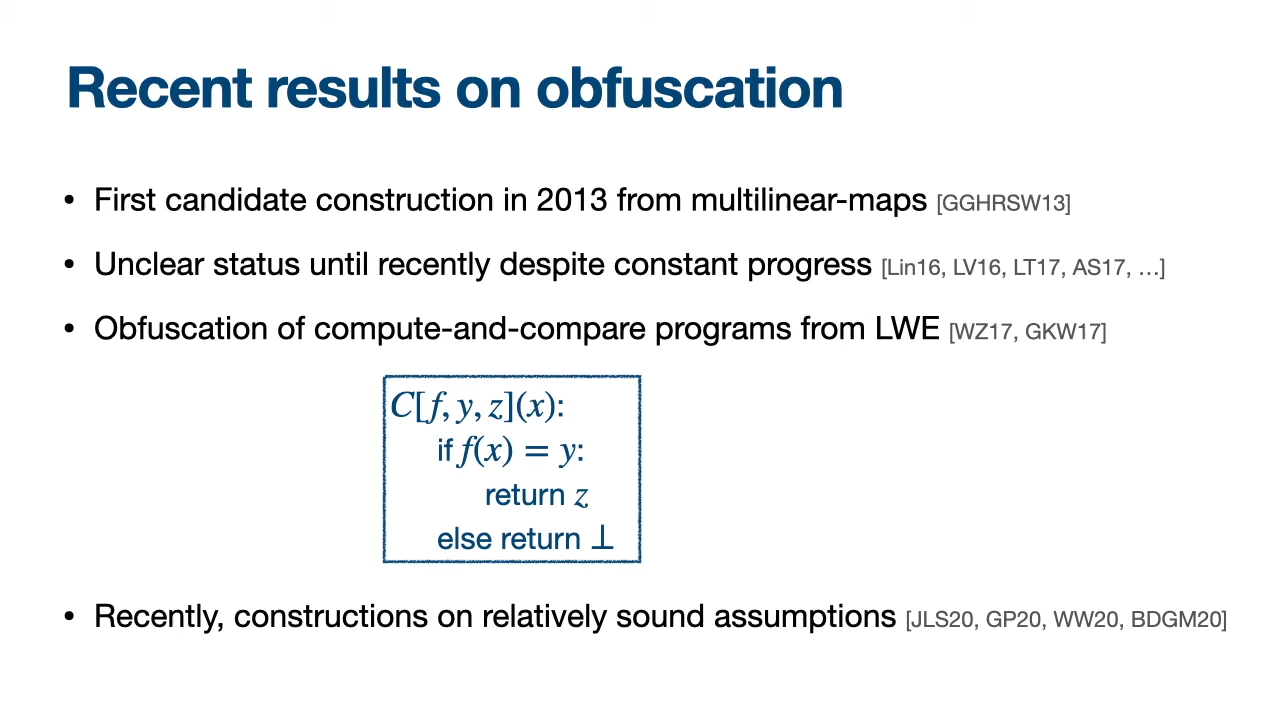 Recent results on obfuscation
• First candidate construction in 2013 from multilinear-maps [GGHRSW13]
• Unclear status until recently despite constant progress [Lin16, LV16, LT17, AS17, …]
• Obfuscation of compute-and-compare programs from LWE [WZ17, GKW17]
C[f, y, z](x):
if f(x) = y:
return z
else return ⊥
• Recently, constructions on relatively sound assumptions [JLS20, GP20, WW20, BDGM20]